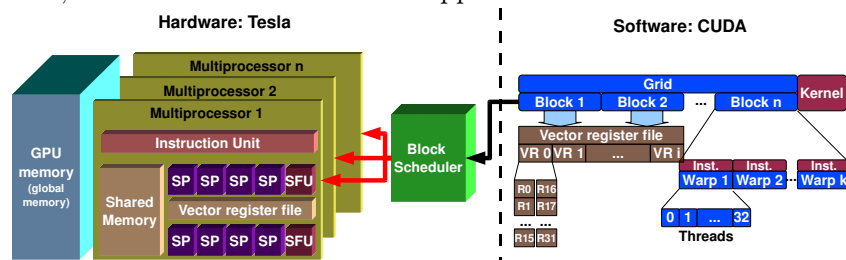 Hardware: Tesla
Multiprocessor n
Multiprocessor 2
Multiprocessor 1
Instruction Unit
GPU
memory
(global
memory)
Shared
Memory
SP SP SP SP SFU
Vector register file
SP SP SP SP SFU
Block
Scheduler
Software: CUDA
Grid
Kernel
Block 1 Block 2 ... Block n
Vector register file
VR 0 VR 1 ... VR i
R0 R16
R1 R17
... ...
R15 R31
Inst. Inst. Inst.
Warp 1 Warp 2 ... Warp k
0 1 ... 32
Threads